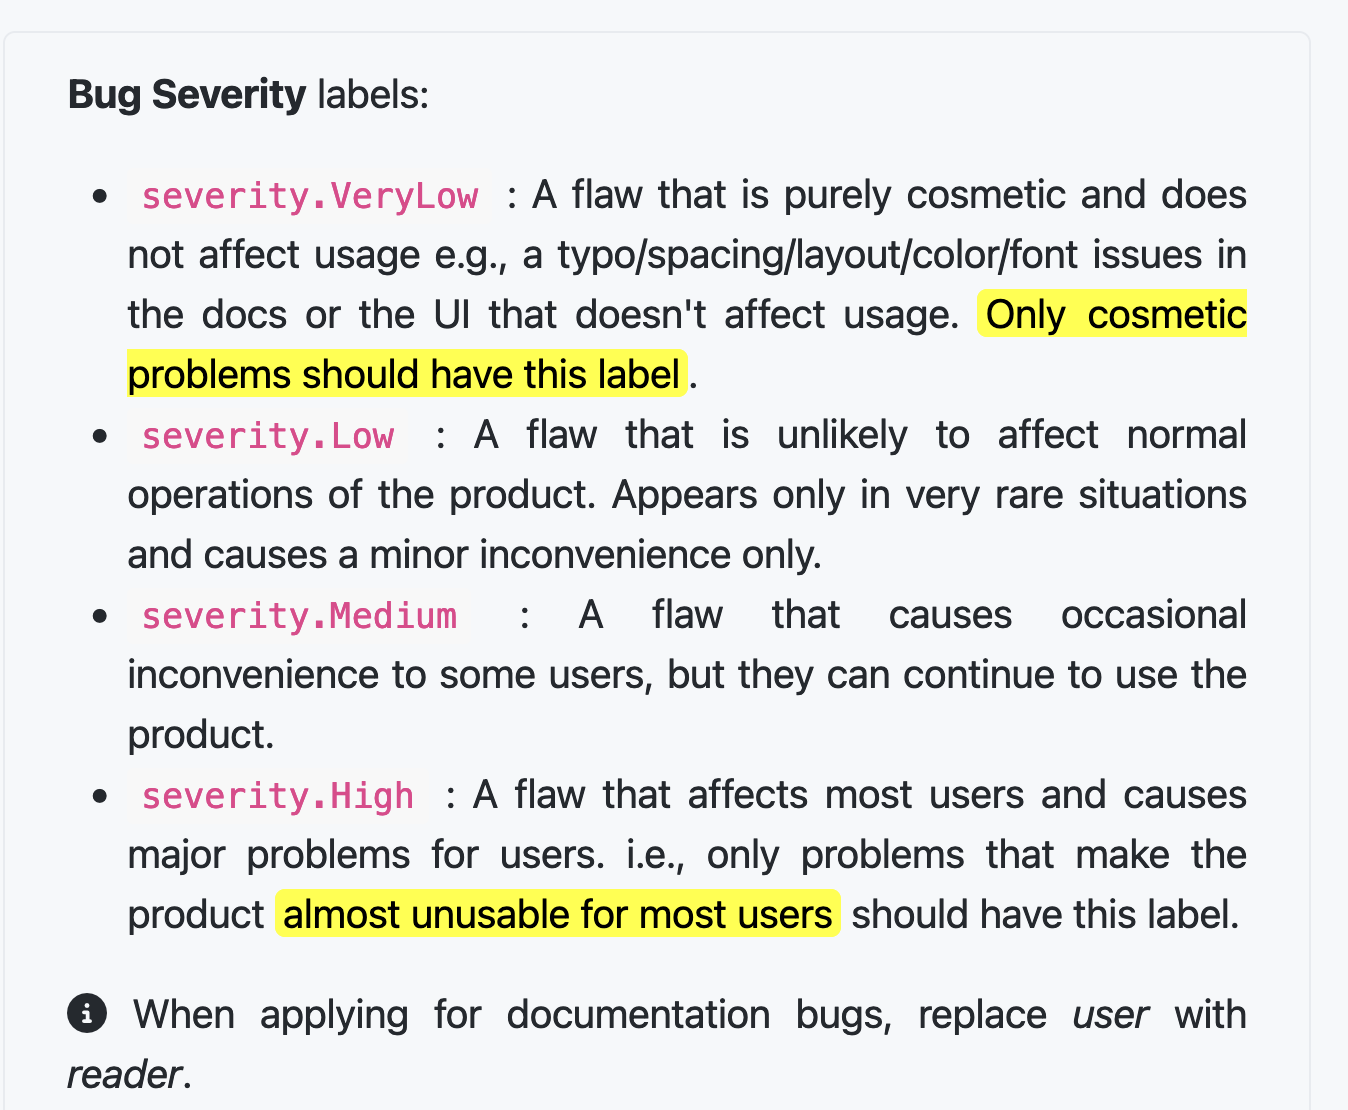 Bug Severity labels:
• severity.VeryLow : A flaw that is purely cosmetic and does
not affect usage e.g., a typo/spacing/layout/color/font issues in
the docs or the UI that doesn't affect usage. Only cosmetic
problems should have this label.
• severity.Low : A flaw that is unlikely to affect normal
operations of the product. Appears only in very rare situations
and causes a minor inconvenience only.
• severity.Medium : A flaw that causes occasional
inconvenience to some users, but they can continue to use the
product.
• severity.High : A flaw that affects most users and causes
major problems for users. i.e., only problems that make the
product almost unusable for most users should have this label.
When applying for documentation bugs, replace user with
reader.